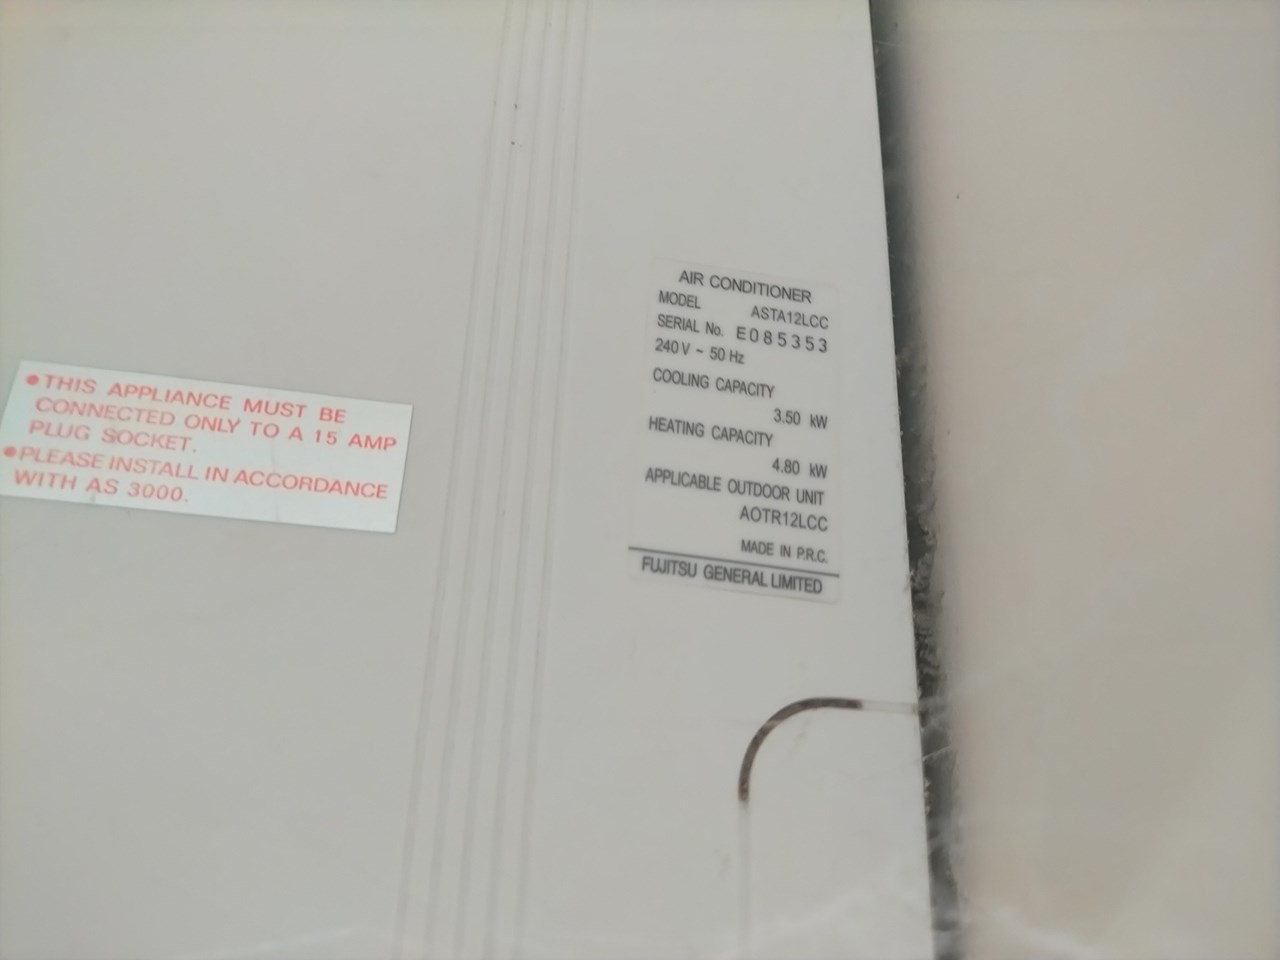 ●THIS APPLIANCE MUST BE
CONNECTED ONLY TO A 15 AMP
PLUG SOCKET.
●PLEASE INSTALL IN ACCORDANCE
WITH AS 3000.
AIR CONDITIONER
MODEL ASTA12LCC
SERIAL No. E085353
240 V ~ 50 Hz
COOLING CAPACITY
3.50 kW
HEATING CAPACITY
4.80 kW
APPLICABLE OUTDOOR UNIT
AOTR12LCC
MADE IN P.R.C.
FUJITSU GENERAL LIMITED